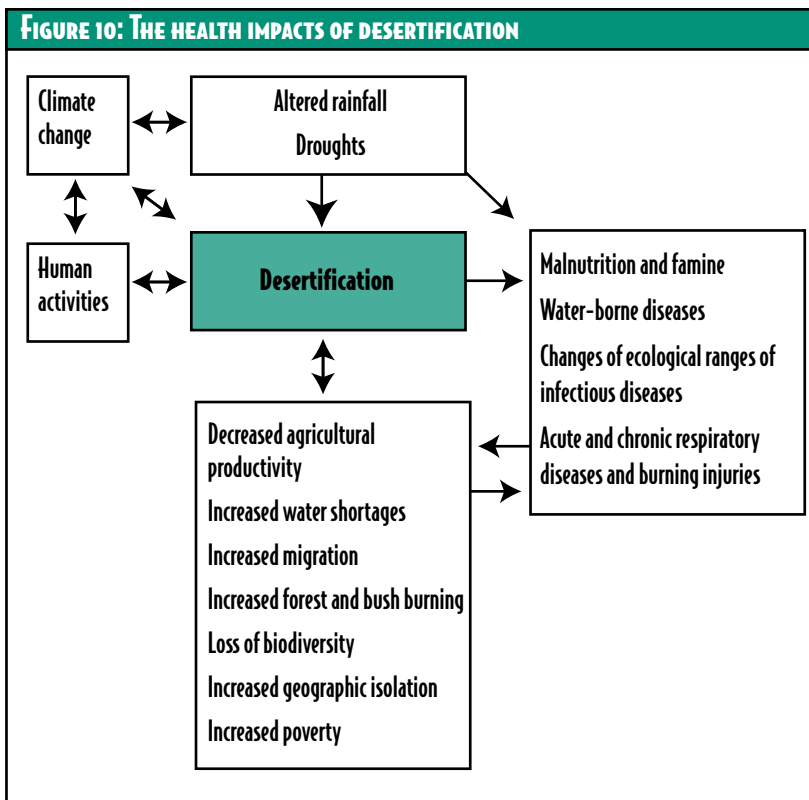 FIGURE 10: THE HEALTH IMPACTS OF DESERTIFICATION
Climate
change
Altered rainfall
Droughts
Human
activities
Desertification
Malnutrition and famine
Water-borne diseases
Changes of ecological ranges of
infectious diseases
Acute and chronic respiratory
diseases and burning injuries
Decreased agricultural
productivity
Increased water shortages
Increased migration
Increased forest and bush burning
Loss of biodiversity
Increased geographic isolation
Increased poverty